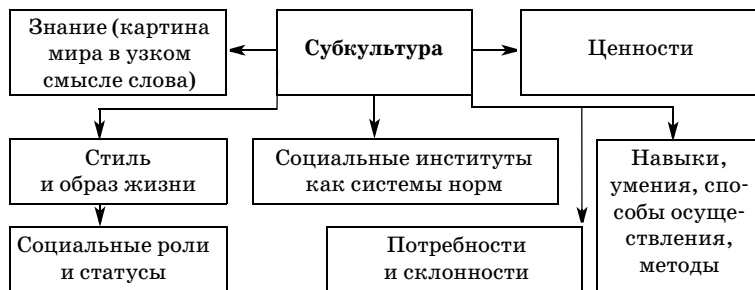 Знание (картина
мира в узком
смысле слова)
Субкультура
Ценности
Стиль
и образ жизни
Социальные институты
как системы норм
Навыки,
умения, спо-
собы осуще-
ствления,
методы
Социальные роли
и статусы
Потребности
и склонности